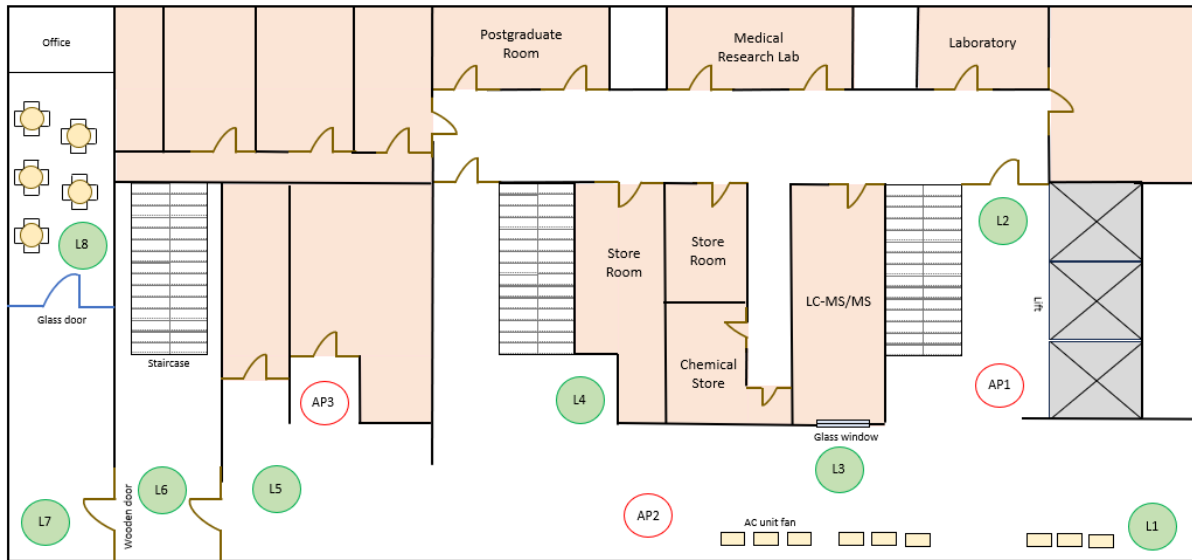 Office
Postgraduate
Room
Medical
Research Lab
Laboratory
L8
L2
Store
Room
Store
Room
LC-MS/MS
Lift
Glass door
Staircase
AP3
L4
Chemical
Store
AP1
Glass window
L3
L5
L6
Wooden door
L7
AP2
AC unit fan
L1